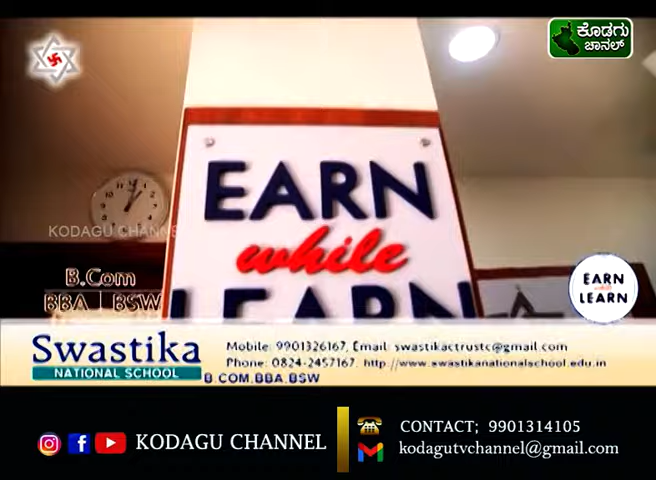 ಕೊಡಗು
ಚಾನಲ್
EARN
while
LEARN
KODAGU CHANNEL
B.Com
BBA | BSW
EARN
while
LEARN
Swastika
NATIONAL SCHOOL
Mobile: 9901326167, Email: swastikactrustc@gmail.com
Phone: 0824-2457167. http://www.swastikanationalschool.edu.in
B.COM.BBA.BSW
KODAGU CHANNEL
CONTACT; 9901314105
kodagutvchannel@gmail.com